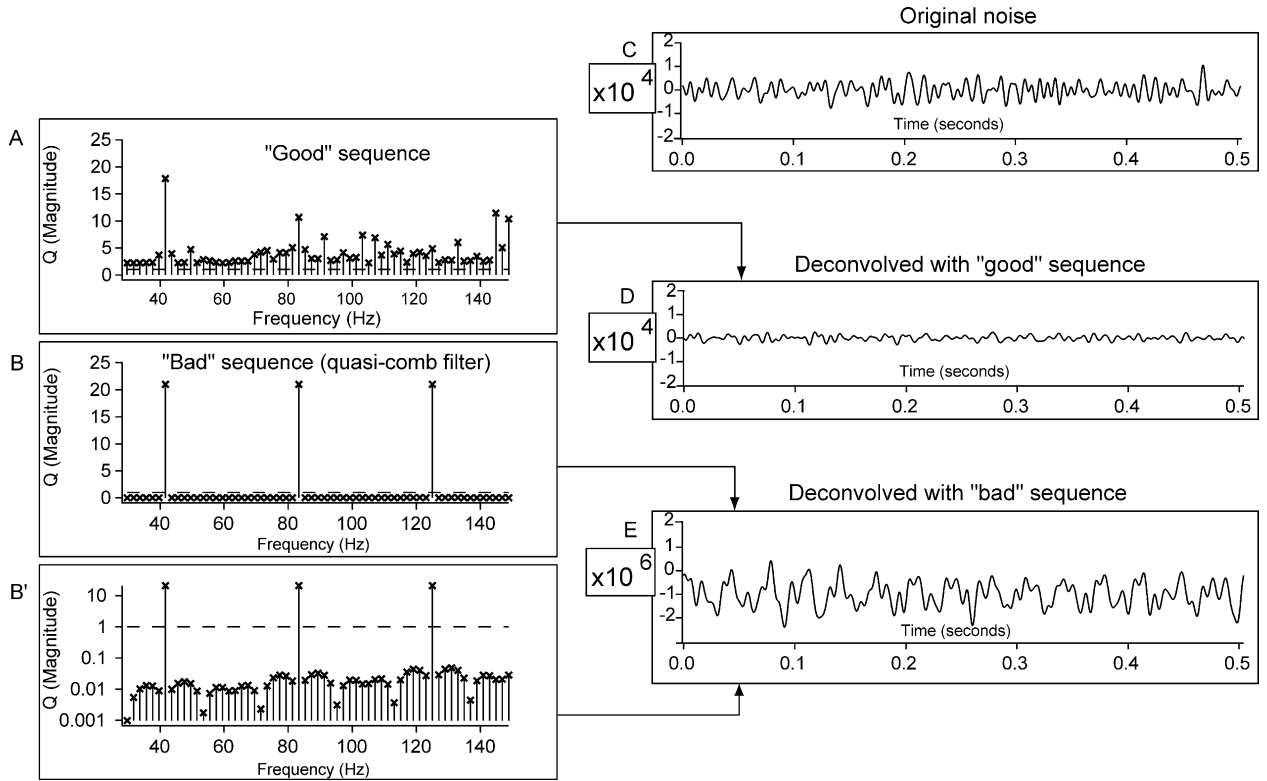 Original noise
C
x10 4
2
1
0
-1
-2
Time (seconds)
0.0 0.1 0.2 0.3 0.4 0.5
A
"Good" sequence
Q (Magnitude)
25
20
15
10
5
0
40 60 80 100 120 140
Frequency (Hz)
Deconvolved with "good" sequence
D
x10 4
2
1
0
-1
-2
Time (seconds)
0.0 0.1 0.2 0.3 0.4 0.5
B
"Bad" sequence (quasi-comb filter)
Q (Magnitude)
25
20
15
10
5
0
40 60 80 100 120 140
Frequency (Hz)
Deconvolved with "bad" sequence
E
x10 6
2
1
0
-1
-2
Time (seconds)
0.0 0.1 0.2 0.3 0.4 0.5
B'
Q (Magnitude)
10
1
0.1
0.01
0.001
40 60 80 100 120 140
Frequency (Hz)